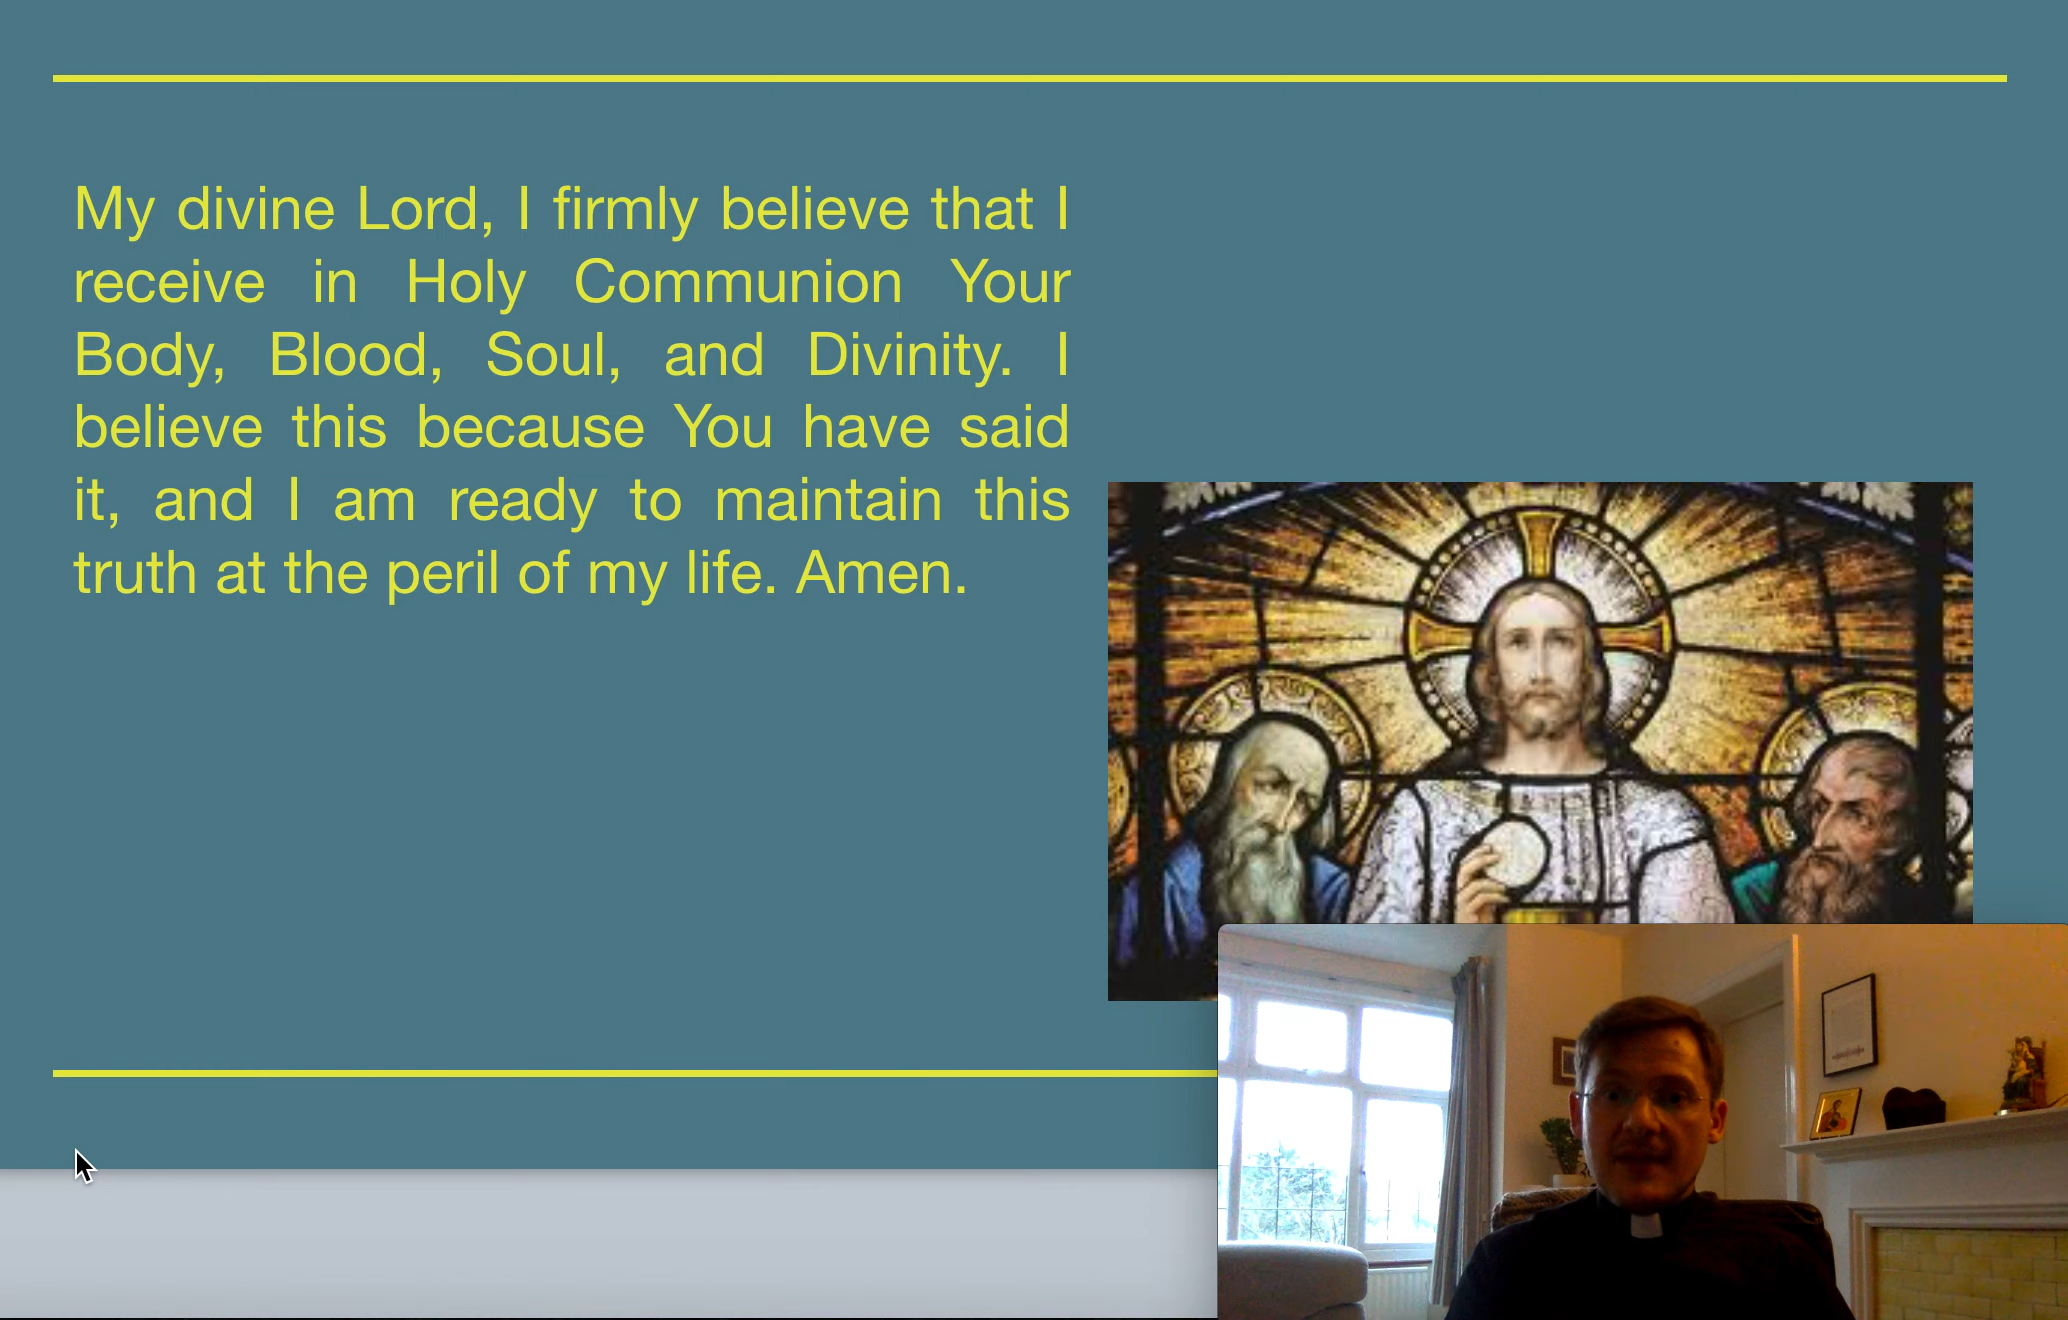 My divine Lord, I firmly believe that I
receive in Holy Communion Your
Body, Blood, Soul, and Divinity. I
believe this because You have said
it, and I am ready to maintain this
truth at the peril of my life. Amen.